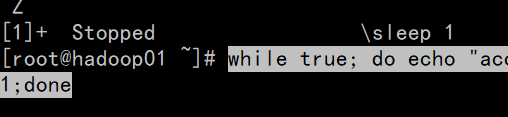 Z
[1]+  Stopped                 \sleep 1
[root@hadoop01 ~]# while true; do echo "acc
1;done